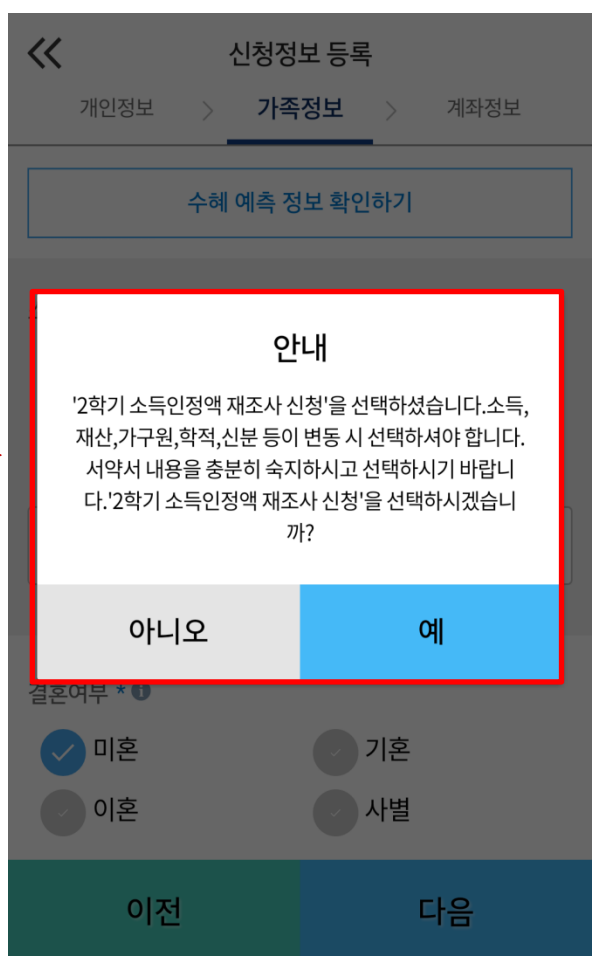 신청정보 등록
개인정보 > 가족정보 > 계좌정보
수혜 예측 정보 확인하기
안내
'2학기 소득인정액 재조사 신청'을 선택하셨습니다.소득,
재산,가구원,학적,신분 등이 변동 시 선택하셔야 합니다.
서약서 내용을 충분히 숙지하시고 선택하시기 바랍니
다.'2학기 소득인정액 재조사 신청'을 선택하시겠습니
까?
아니오 예
결혼여부 *
미혼 기혼
이혼 사별
이전 다음